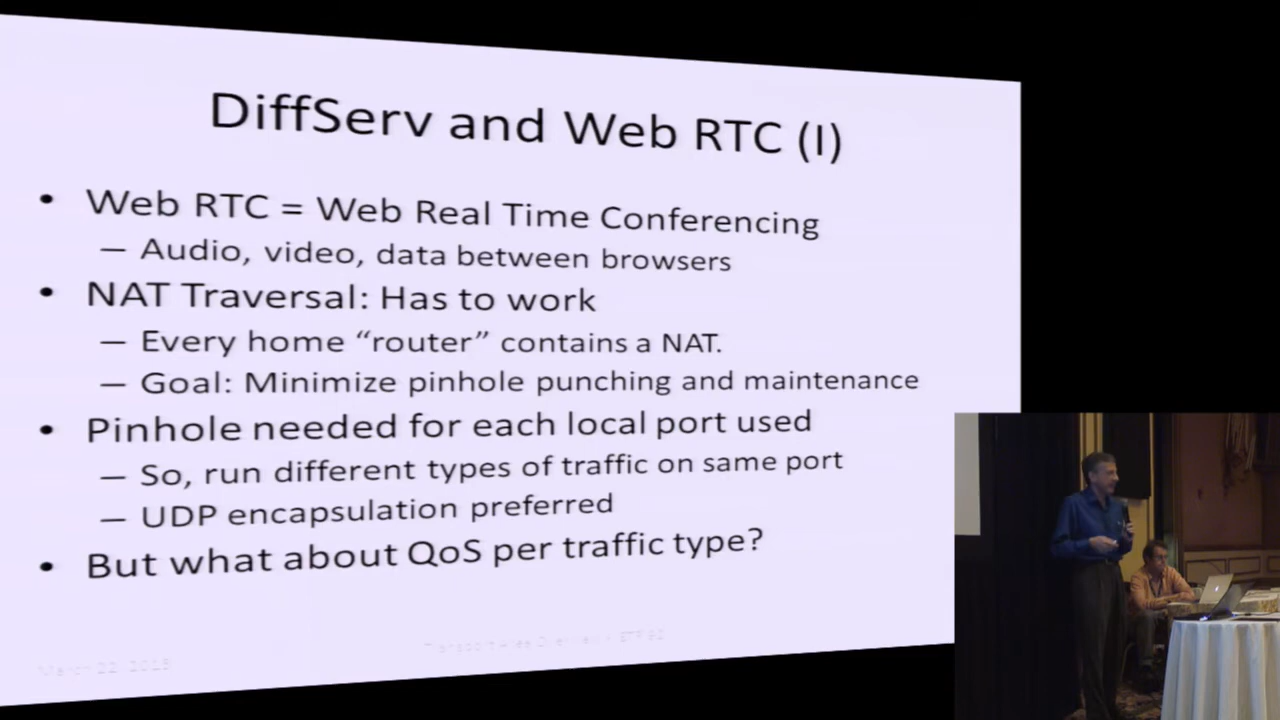 DiffServ and Web RTC (I)
• Web RTC = Web Real Time Conferencing
– Audio, video, data between browsers
• NAT Traversal: Has to work
– Every home “router” contains a NAT.
– Goal: Minimize pinhole punching and maintenance
• Pinhole needed for each local port used
– So, run different types of traffic on same port
– UDP encapsulation preferred
• But what about QoS per traffic type?
March 22, 2015